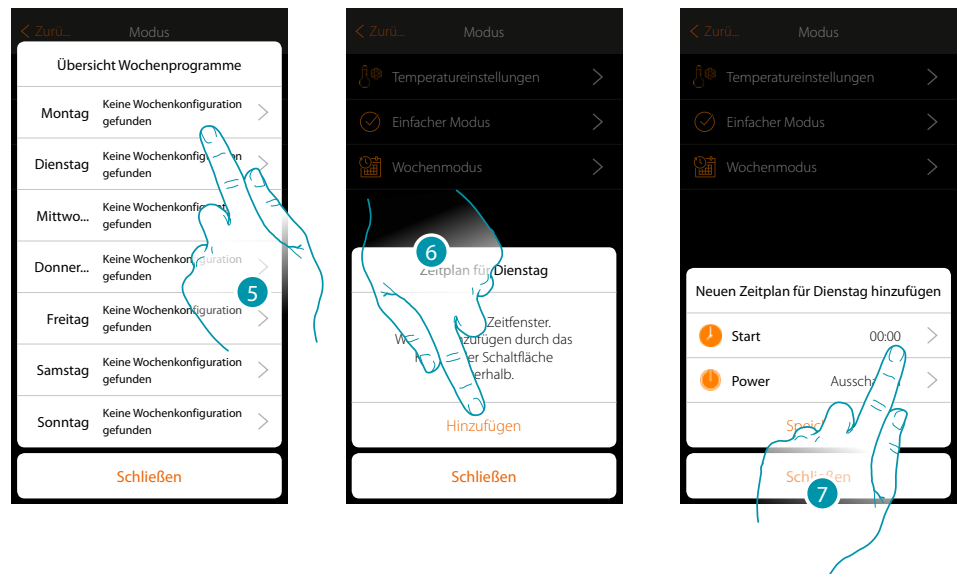 Zurü...
Modus
Übersicht Wochenprogramme
Montag
Keine Wochenkonfiguration
gefunden
Dienstag
Keine Wochenkonfig
gefunden
Mittwo...
Keine Wochenkonfig
gefunden
Donner...
Keine Wochenkonfiguration
gefunden
Freitag
Keine Wochenkonfiguration
gefunden
Samstag
Keine Wochenkonfiguration
gefunden
Sonntag
Keine Wochenkonfiguration
gefunden
Schließen
5
Zurü...
Modus
Temperatureinstellungen
Einfacher Modus
Wochenmodus
6
Zeitplan für Dienstag
Zeitfenster.
zufügen durch das
er Schaltfläche
erhalb.
Hinzufügen
Schließen
Zurü...
Modus
Temperatureinstellungen
Einfacher Modus
Wochenmodus
Neuen Zeitplan für Dienstag hinzufügen
Start 00:00
Power Aussch
Speic
Schließen
7